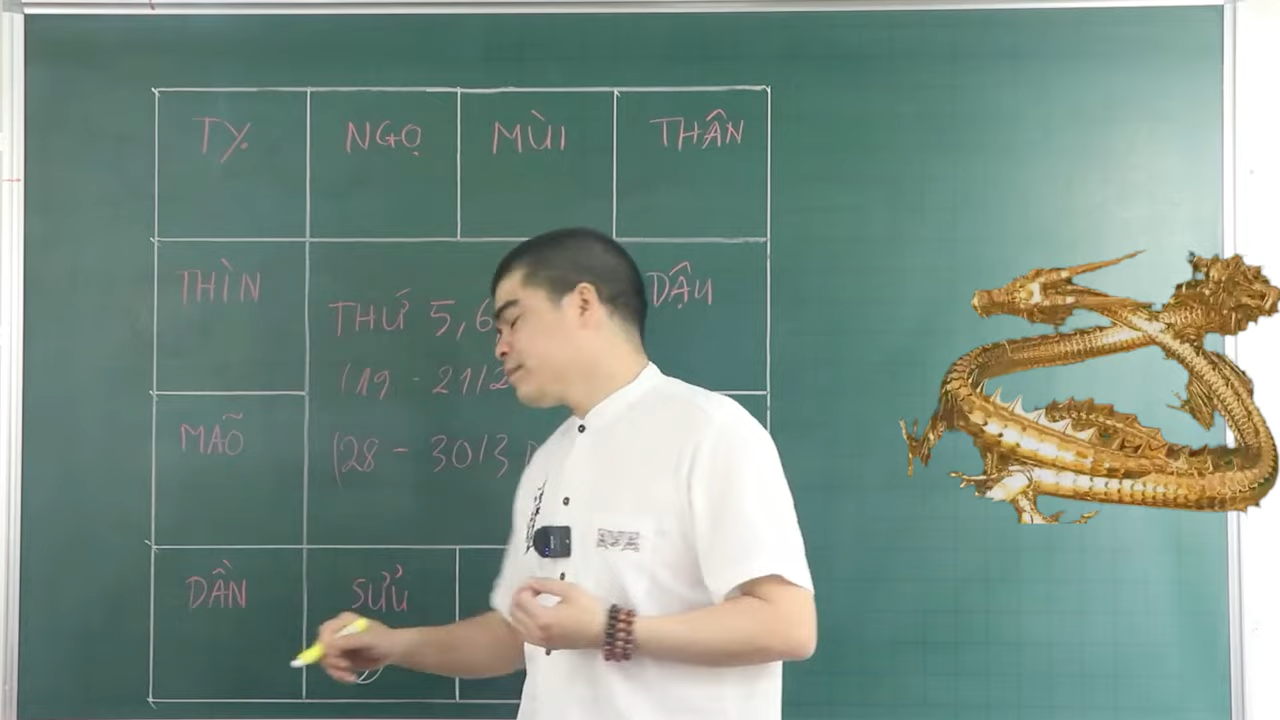 TỴ NGỌ MÙI THÂN
THÌN DẬU
THỨ 5, 6
(19 - 21/2
MÃO
(28 - 30/3
DẦN SỬU